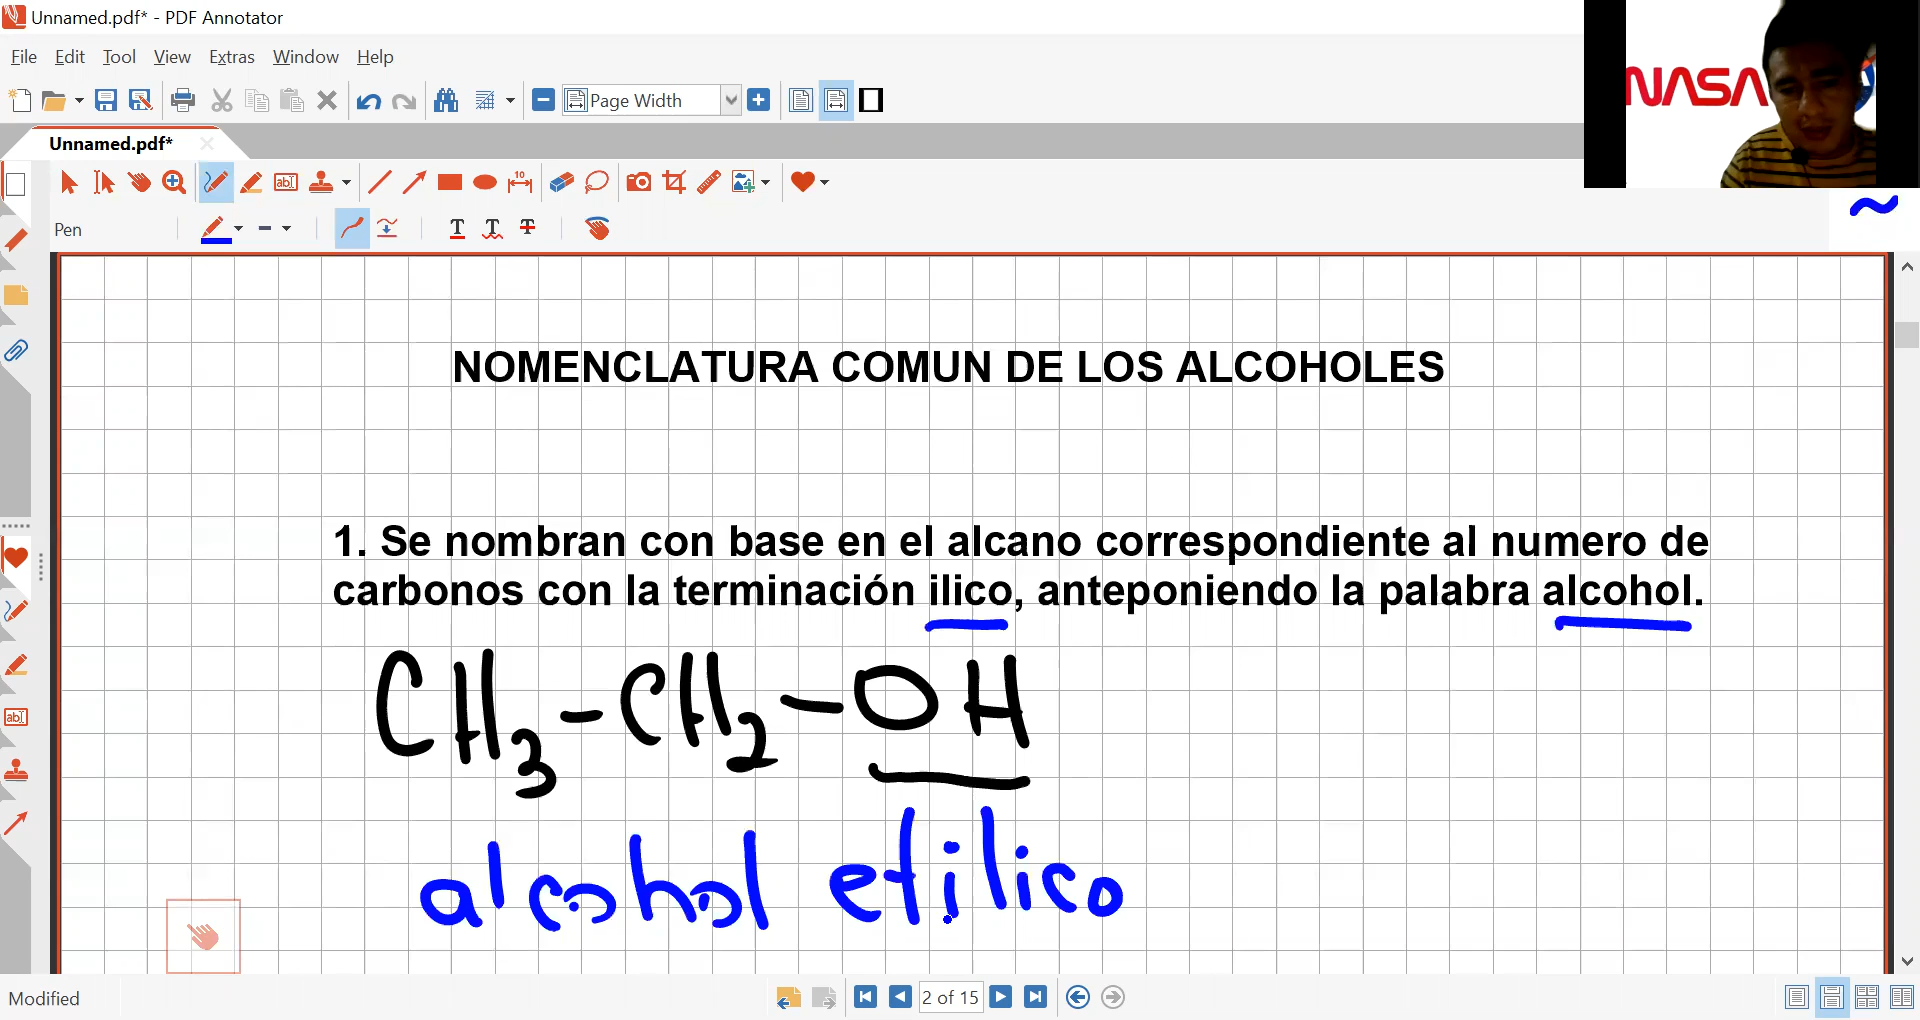 Unnamed.pdf* - PDF Annotator
File Edit Tool View Extras Window Help
Page Width
NASA
Unnamed.pdf*
10
Pen
NOMENCLATURA COMUN DE LOS ALCOHOLES
1. Se nombran con base en el alcano correspondiente al numero de
carbonos con la terminación ilico, anteponiendo la palabra alcohol.
CH3-CH2-OH
alcohol etilico
Modified
2 of 15